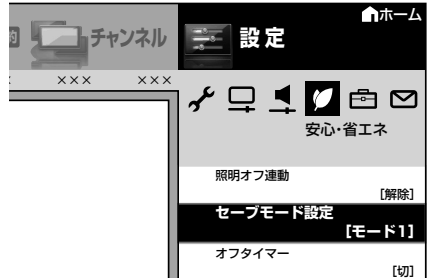 ホーム
的
チャンネル
設定
××× ×××
安心・省エネ
照明オフ連動
[解除]
セーブモード設定
[モード1]
オフタイマー
[切]